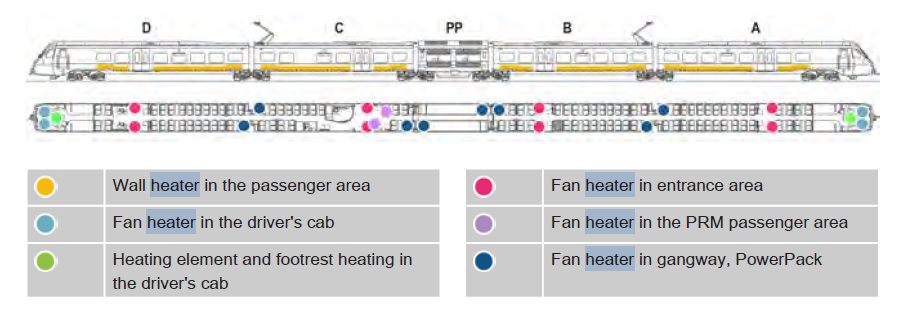 D C PP B A
Wall heater in the passenger area
Fan heater in the driver's cab
Heating element and footrest heating in
the driver's cab
Fan heater in entrance area
Fan heater in the PRM passenger area
Fan heater in gangway, PowerPack